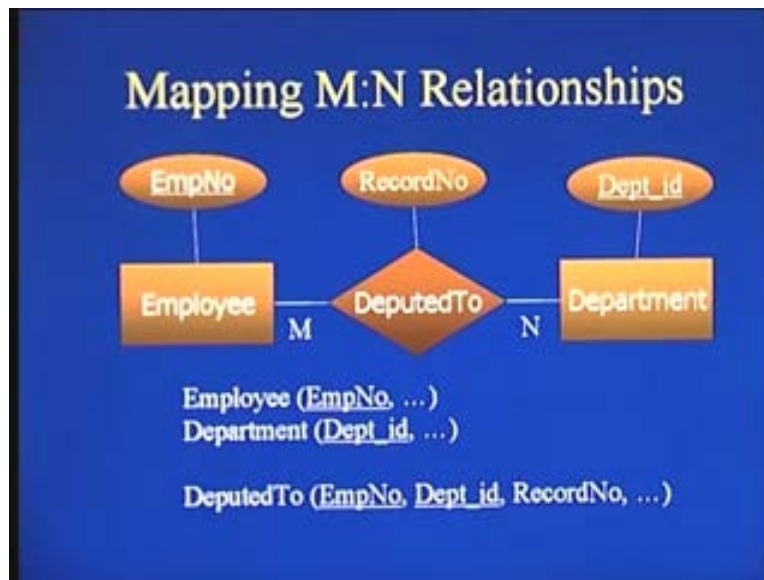 Mapping M:N Relationships
EmpNo
RecordNo
Dept_id
Employee
DeputedTo
Department
M
N
Employee (EmpNo, ...)
Department (Dept_id, ...)
DeputedTo (EmpNo, Dept_id, RecordNo, ...)